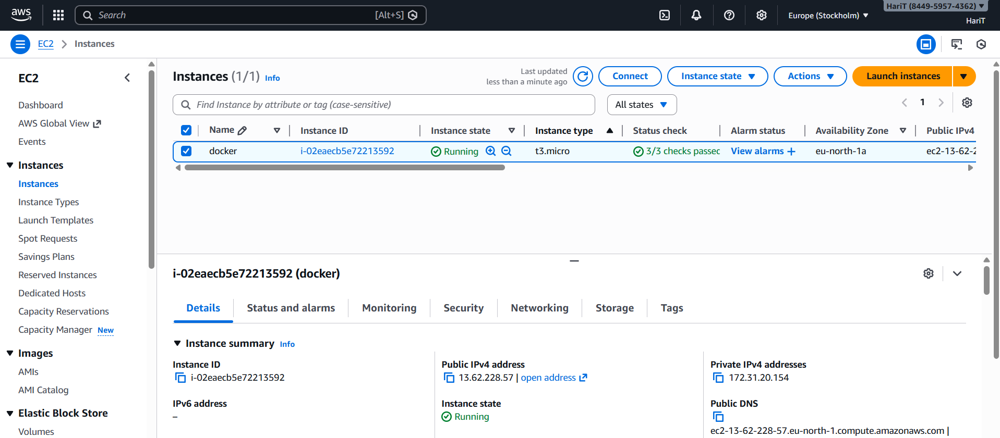 aws
Search [Alt+S]
Europe (Stockholm)
HariT (8449-5957-4362)
HariT
EC2 Instances
EC2
Dashboard
AWS Global View
Events
Instances
Instances
Instance Types
Launch Templates
Spot Requests
Savings Plans
Reserved Instances
Dedicated Hosts
Capacity Reservations
Capacity Manager New
Images
AMIs
AMI Catalog
Elastic Block Store
Volumes
Instances (1/1) Info
Last updated
less than a minute ago
Connect
Instance state
Actions
Launch instances
Find Instance by attribute or tag (case-sensitive)
All states
1
Name Instance ID Instance state Instance type Status check Alarm status Availability Zone Public IPv4
docker i-02eaecb5e72213592 Running t3.micro 3/3 checks passed View alarms + eu-north-1a ec2-13-62-2
i-02eaecb5e72213592 (docker)
Details Status and alarms Monitoring Security Networking Storage Tags
Instance summary Info
Instance ID
i-02eaecb5e72213592
Public IPv4 address
13.62.228.57 | open address
Private IPv4 addresses
172.31.20.154
IPv6 address
–
Instance state
Running
Public DNS
ec2-13-62-228-57.eu-north-1.compute.amazonaws.com |